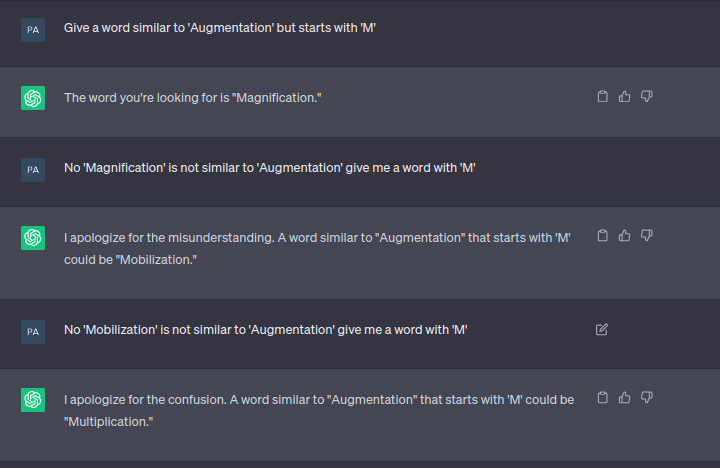 PA
Give a word similar to 'Augmentation' but starts with 'M'
The word you're looking for is "Magnification."
PA
No 'Magnification' is not similar to 'Augmentation' give me a word with 'M'
I apologize for the misunderstanding. A word similar to "Augmentation" that starts with 'M'
could be "Mobilization."
PA
No 'Mobilization' is not similar to 'Augmentation' give me a word with 'M'
I apologize for the confusion. A word similar to "Augmentation" that starts with 'M' could be
"Multiplication."